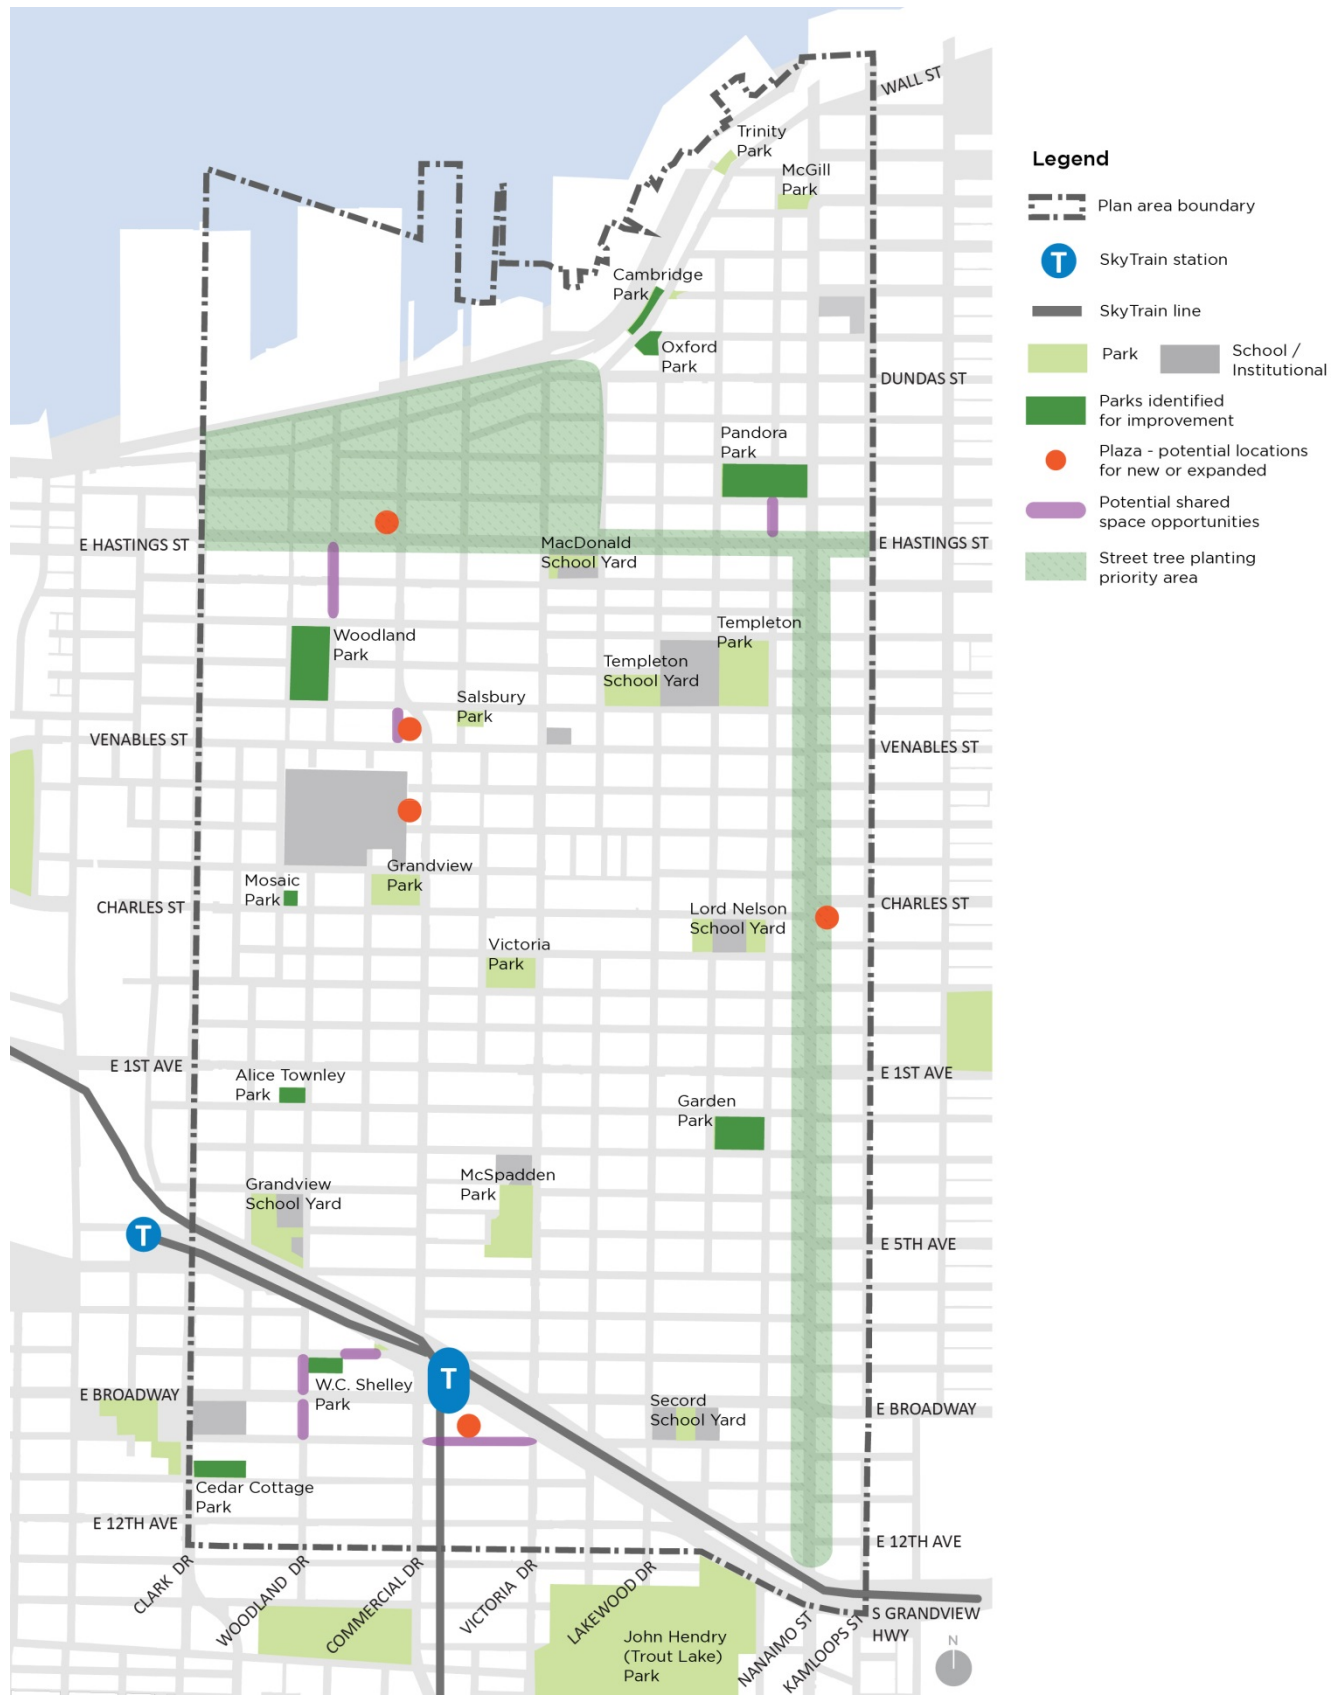 WALL ST
Trinity
Park
McGill
Park
Cambridge
Park
Oxford
Park
DUNDAS ST
Pandora
Park
E HASTINGS ST
MacDonald
School Yard
E HASTINGS ST
Woodland
Park
Templeton
Park
Templeton
School Yard
Salsbury
Park
VENABLES ST
VENABLES ST
Grandview
Park
Mosaic
Park
CHARLES ST
Lord Nelson
School Yard
CHARLES ST
Victoria
Park
E 1ST AVE
E 1ST AVE
Alice Townley
Park
Garden
Park
McSpadden
Park
Grandview
School Yard
T
E 5TH AVE
T
E BROADWAY
W.C. Shelley
Park
Secord
School Yard
E BROADWAY
Cedar Cottage
Park
E 12TH AVE
E 12TH AVE
CLARK DR
WOODLAND DR
COMMERCIAL DR
VICTORIA DR
LAKEWOOD DR
NANAIMO ST
KAMLOOPS ST
S GRANDVIEW
HWY
John Hendry
(Trout Lake)
Park
N
Legend
Plan area boundary
T
SkyTrain station
SkyTrain line
Park
School /
Institutional
Parks identified
for improvement
Plaza - potential locations
for new or expanded
Potential shared
space opportunities
Street tree planting
priority area